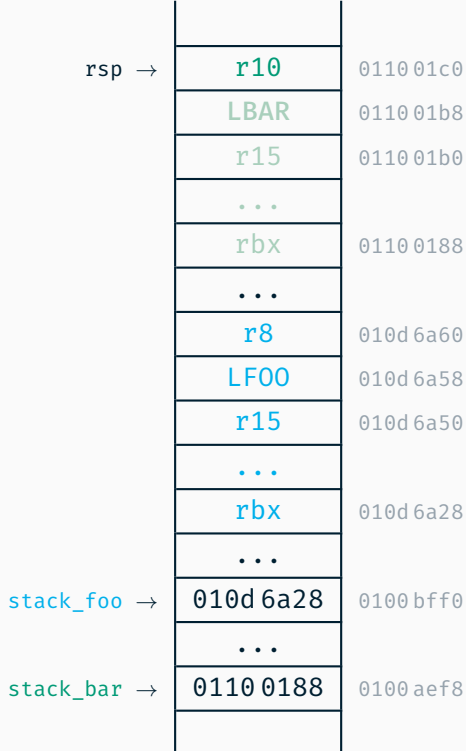 rsp → r10 0110 01c0
LBAR 0110 01b8
r15 0110 01b0
...
rbx 0110 0188
...
r8 010d 6a60
LFOO 010d 6a58
r15 010d 6a50
...
rbx 010d 6a28
...
stack_foo → 010d 6a28 0100 bff0
...
stack_bar → 0110 0188 0100 aef8